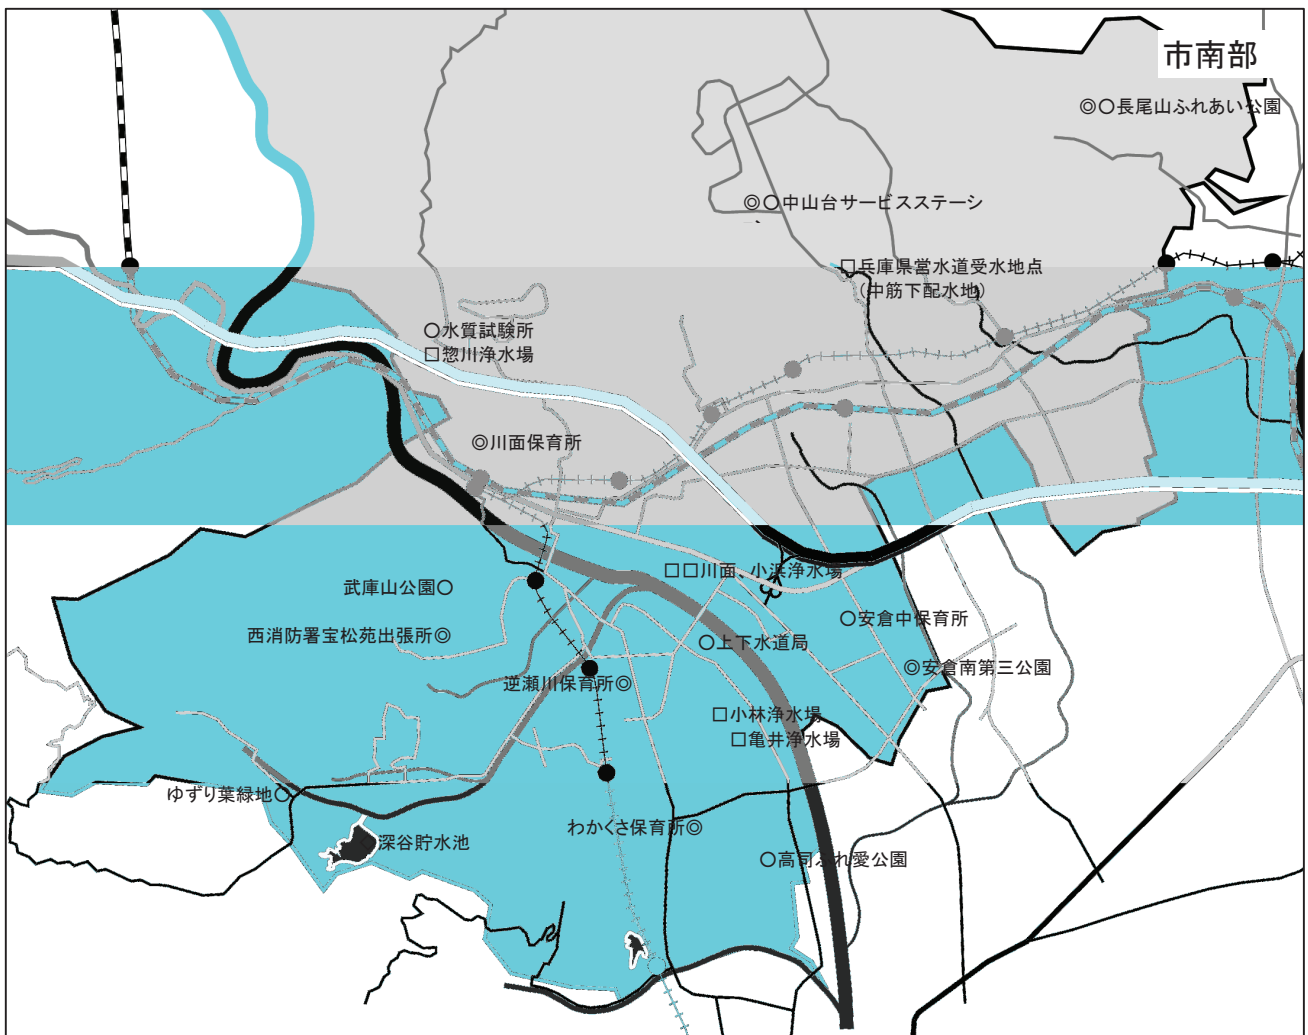 市南部
◎○長尾山ふれあい公園
◎○中山台サービスステーシ
□兵庫県営水道受水地点
（中筋下配水地）
○水質試験所
□惣川浄水場
◎川面保育所
□□川面、小浜浄水場
武庫山公園○
○安倉中保育所
西消防署宝松苑出張所◎
○上下水道局
◎安倉南第三公園
逆瀬川保育所◎
□小林浄水場
□亀井浄水場
ゆずり葉緑地○
わかくさ保育所◎
深谷貯水池
○高司ふれ愛公園